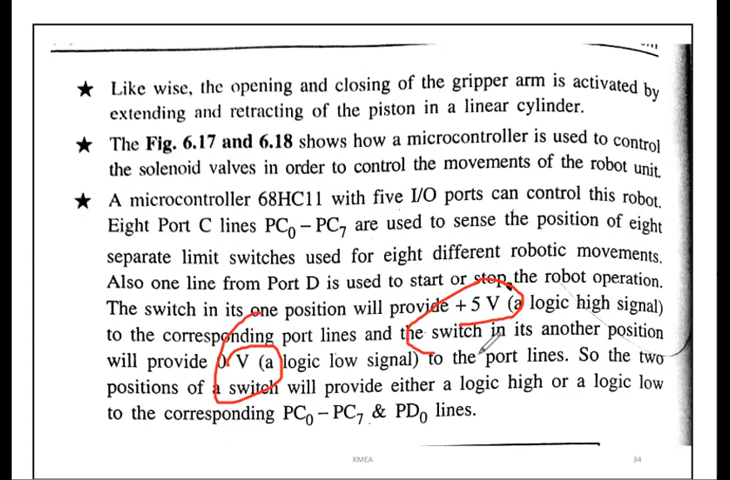 ★ Like wise, the opening and closing of the gripper arm is activated by
extending and retracting of the piston in a linear cylinder.
★ The Fig. 6.17 and 6.18 shows how a microcontroller is used to control
the solenoid valves in order to control the movements of the robot unit.
★ A microcontroller 68HC11 with five I/O ports can control this robot.
Eight Port C lines PC₀ – PC₇ are used to sense the position of eight
separate limit switches used for eight different robotic movements.
Also one line from Port D is used to start or stop the robot operation.
The switch in its one position will provide +5 V (a logic high signal)
to the corresponding port lines and the switch in its another position
will provide 0 V (a logic low signal) to the port lines. So the two
positions of a switch will provide either a logic high or a logic low
to the corresponding PC₀ – PC₇ & PD₀ lines.
KMEA
34